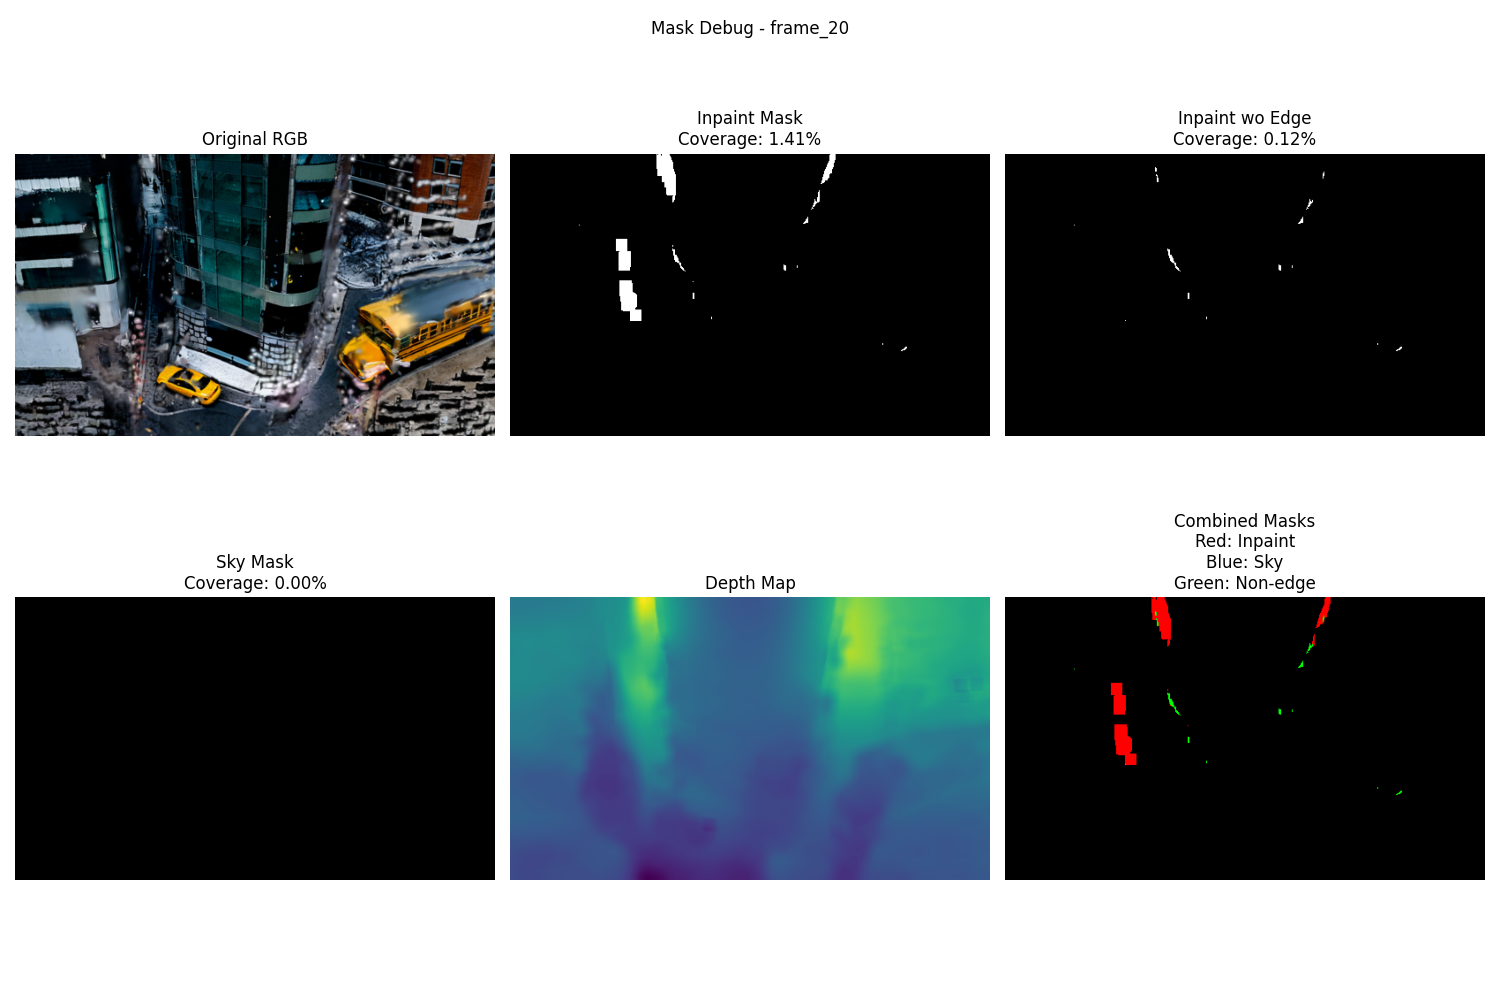 Mask Debug - frame_20
Original RGB
Inpaint Mask
Coverage: 1.41%
Inpaint wo Edge
Coverage: 0.12%
Sky Mask
Coverage: 0.00%
Depth Map
Combined Masks
Red: Inpaint
Blue: Sky
Green: Non-edge